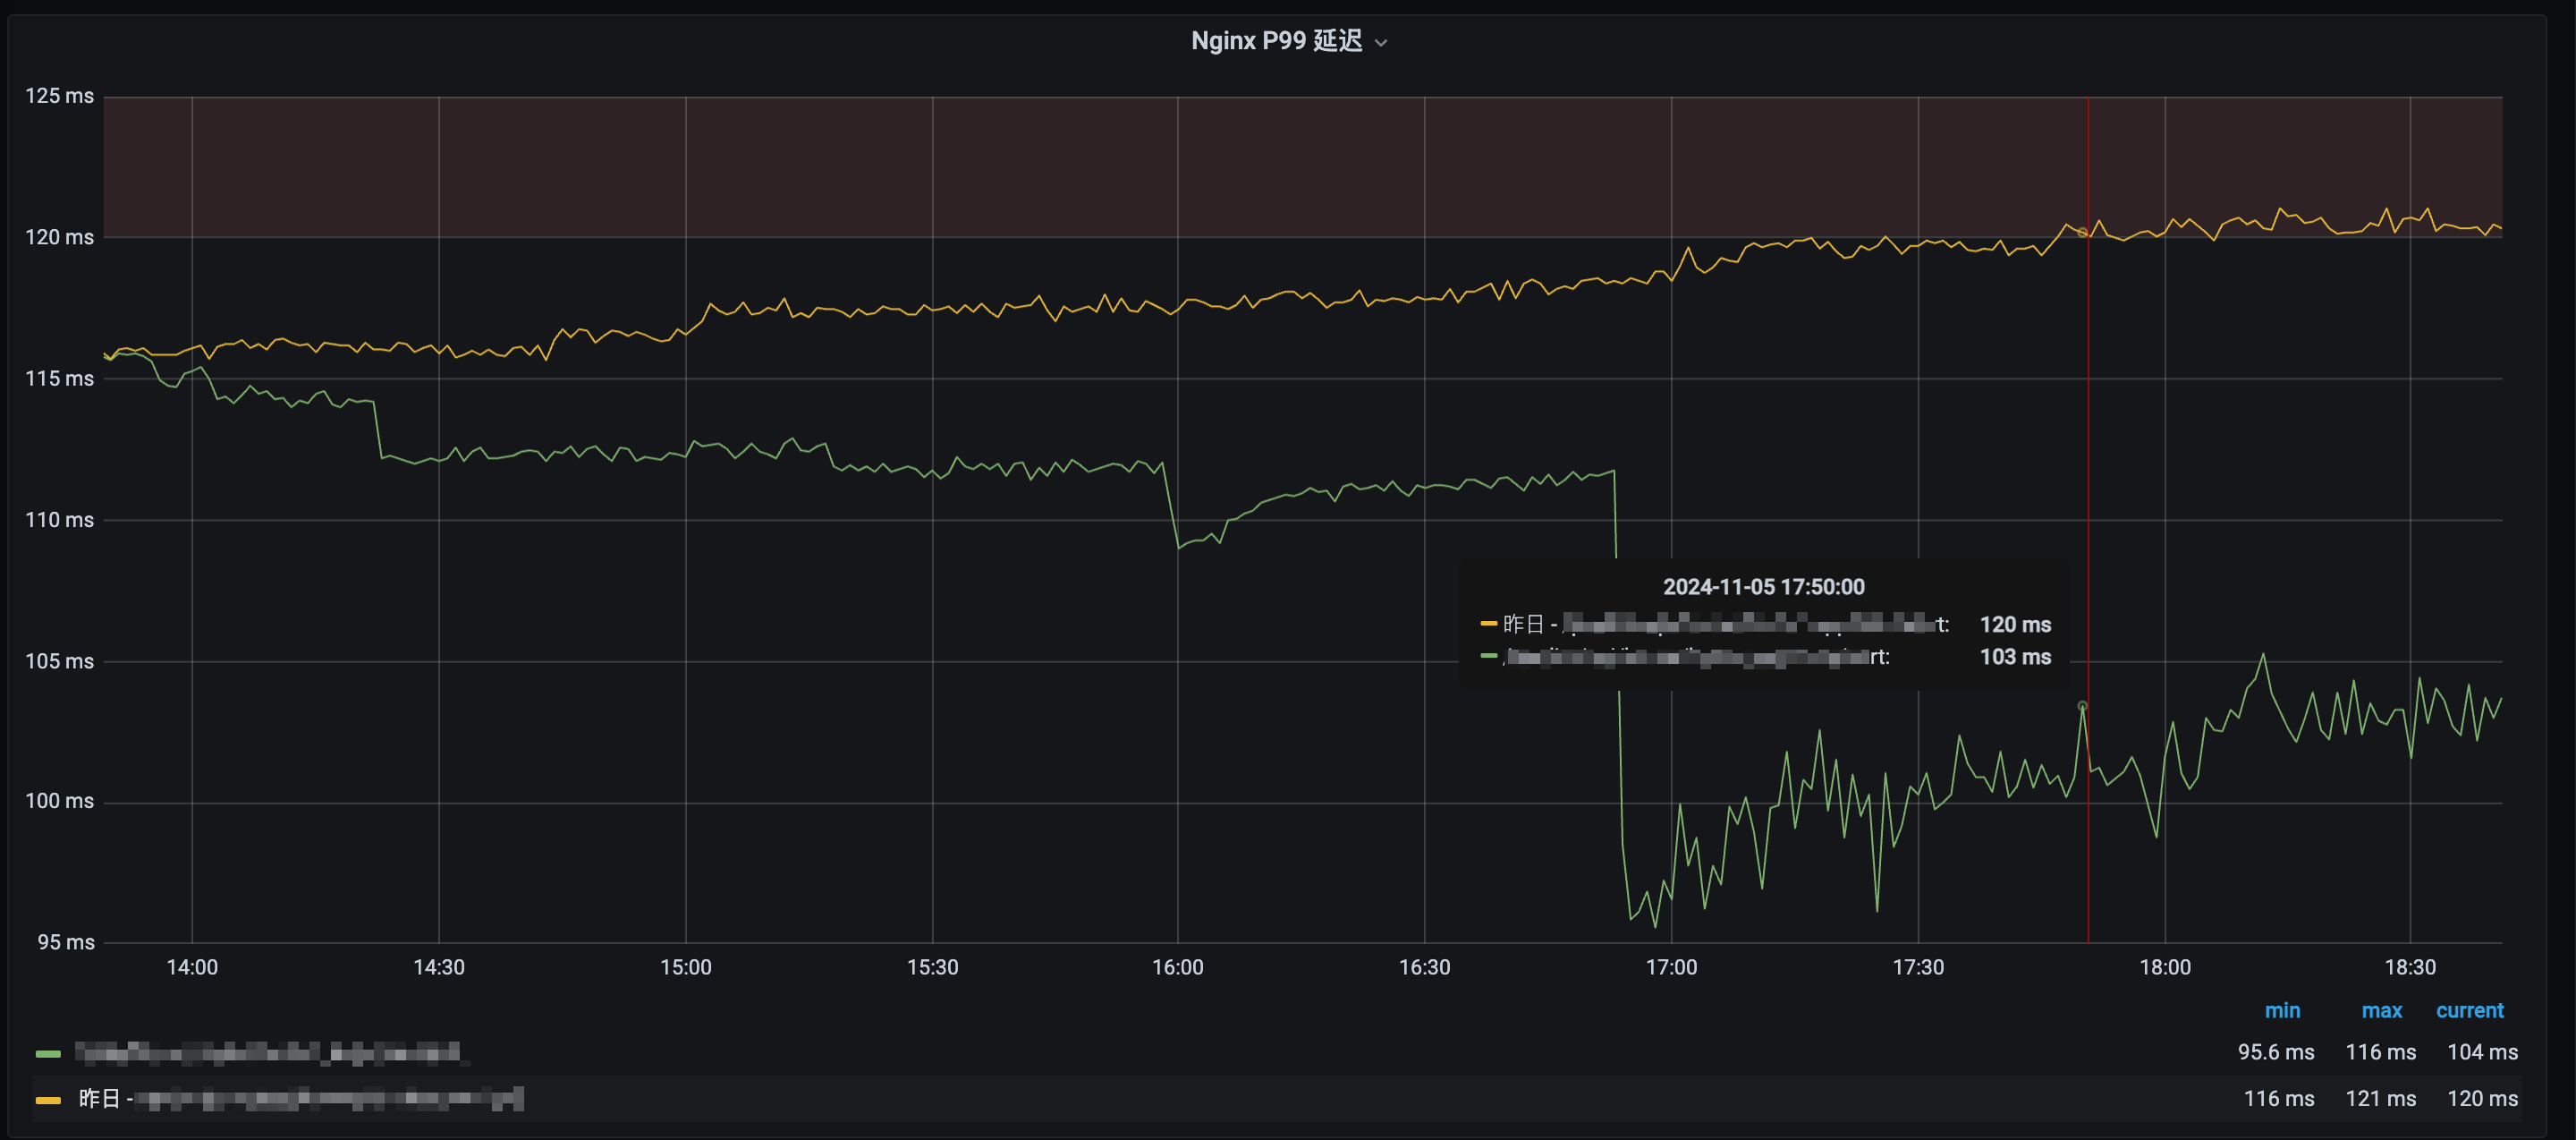 Nginx P99 延迟
125 ms
120 ms
115 ms
110 ms
105 ms
100 ms
95 ms
2024-11-05 17:50:00
昨日 - t: 120 ms
rt: 103 ms
14:00 14:30 15:00 15:30 16:00 16:30 17:00 17:30 18:00 18:30
min max current
95.6 ms 116 ms 104 ms
昨日 - 116 ms 121 ms 120 ms